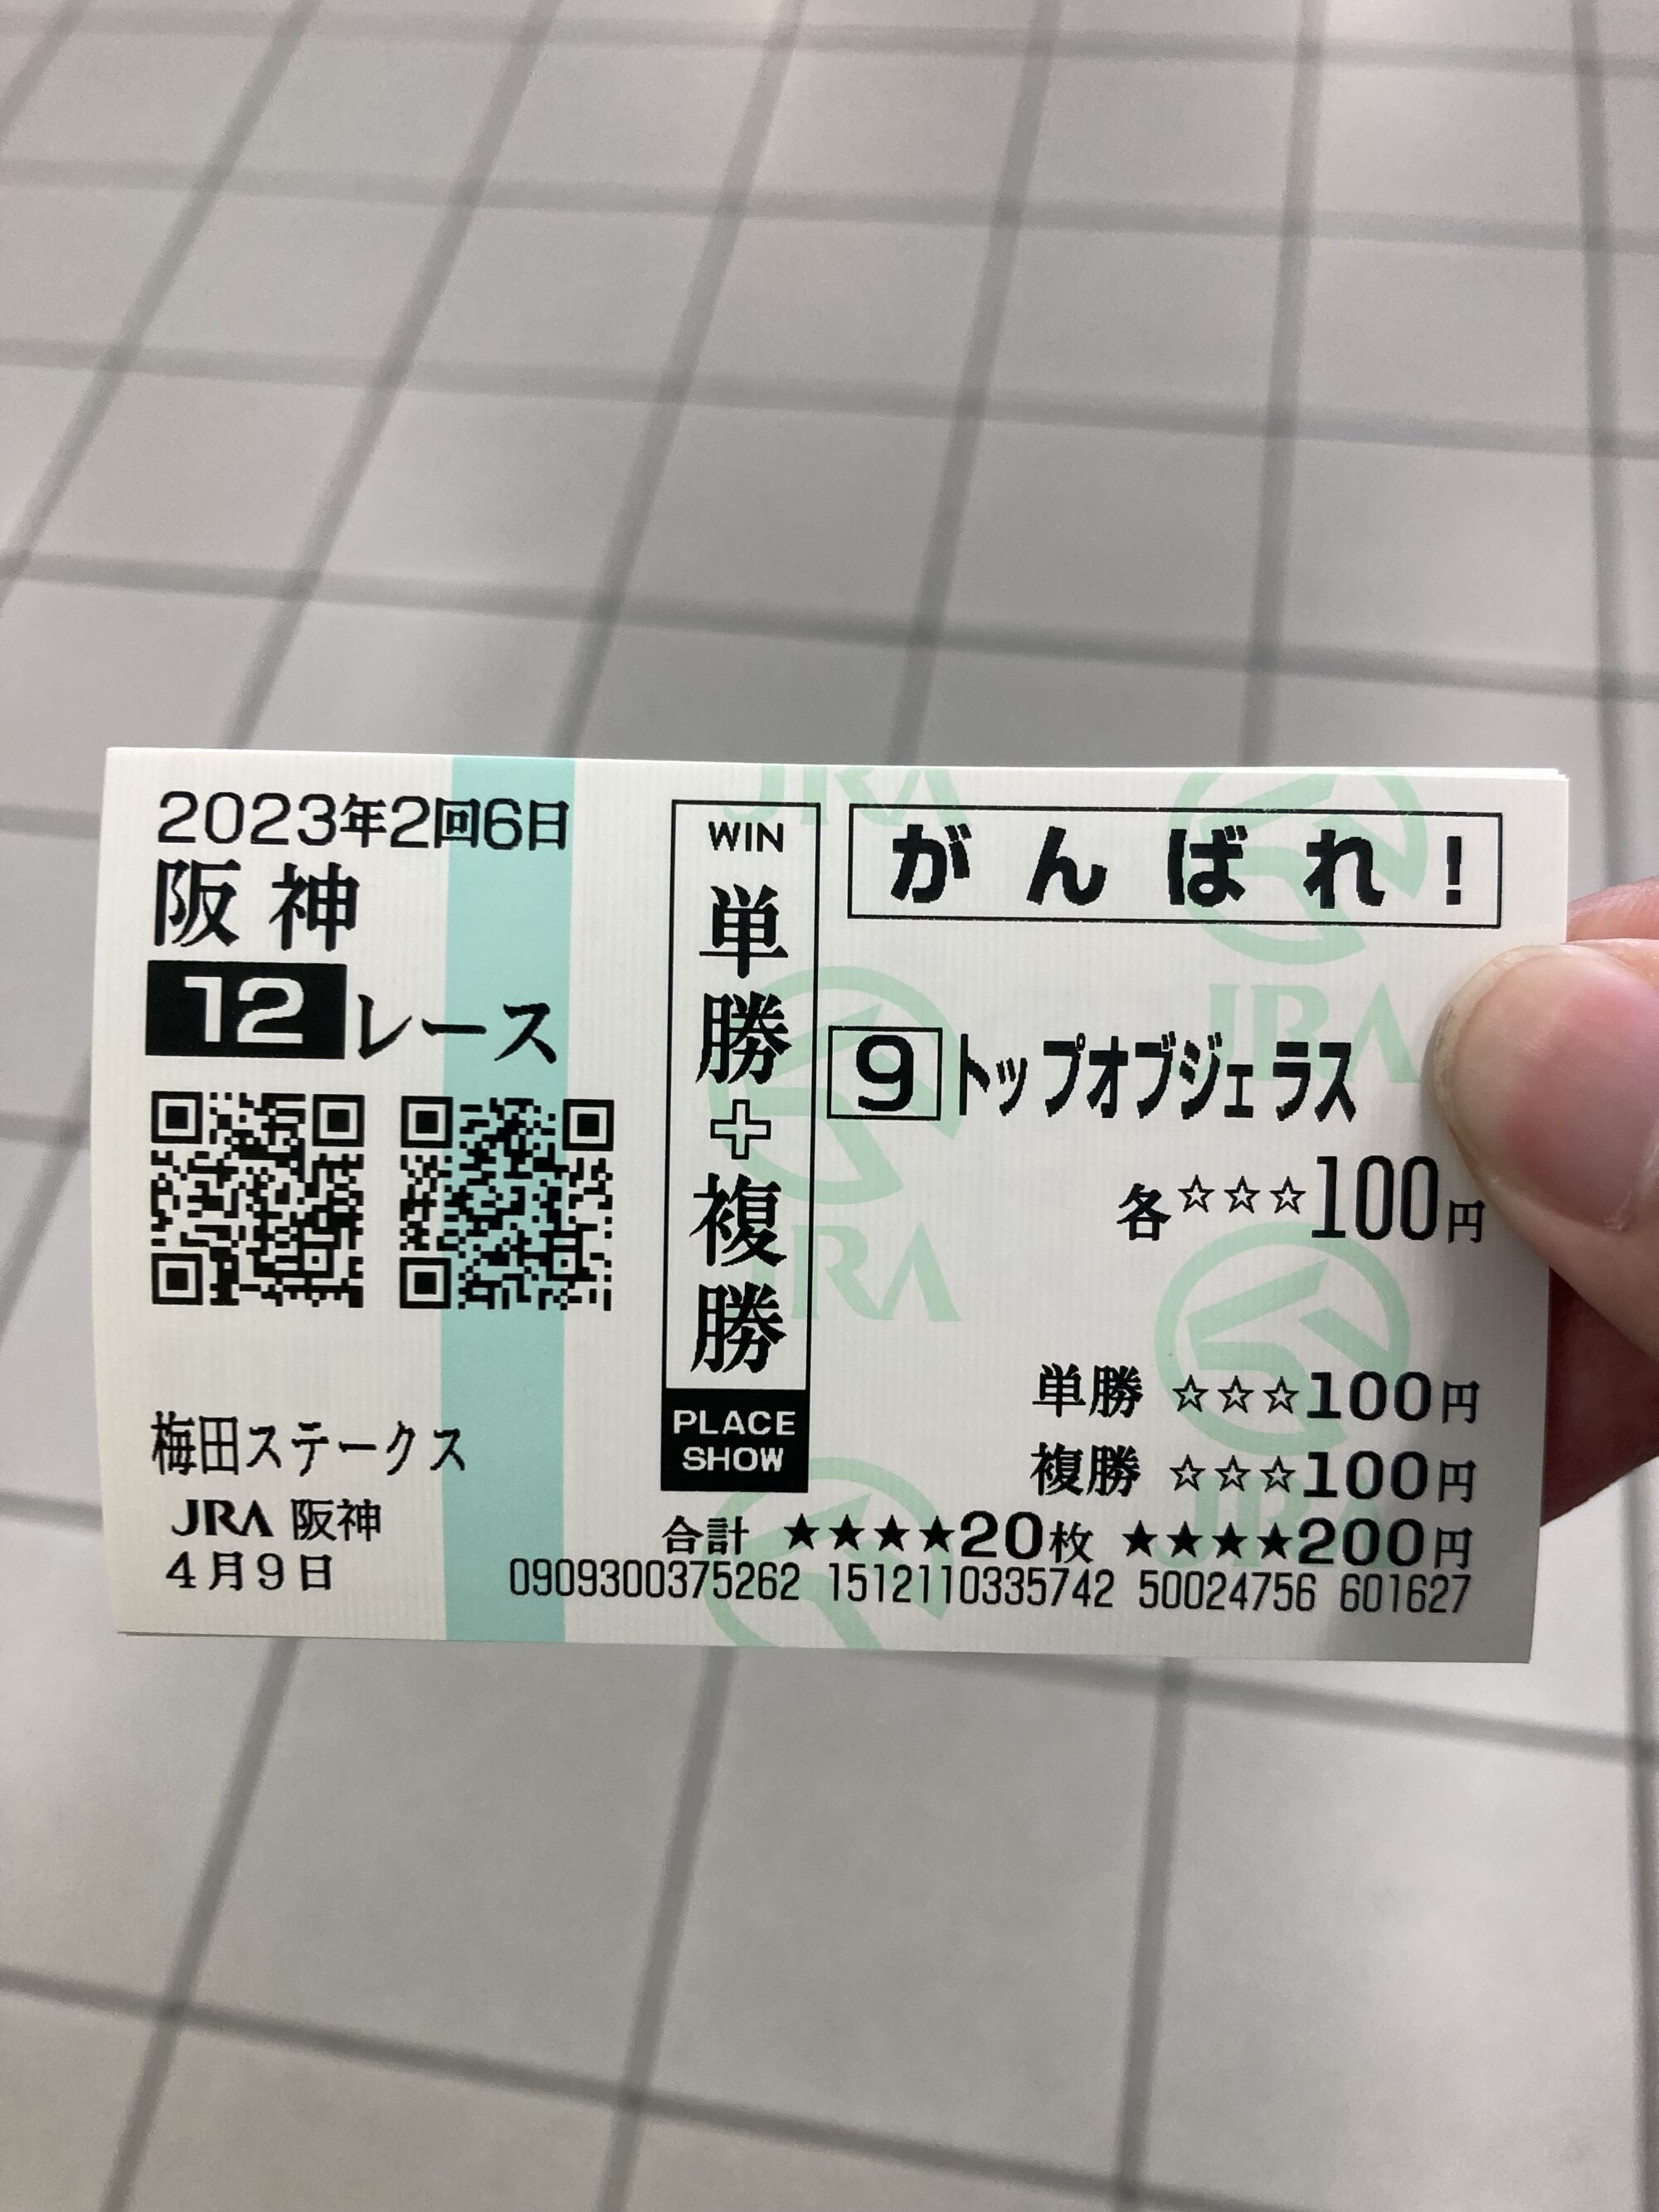 2023年2回6日
阪神
12レース
梅田ステークス
JRA 阪神
4月9日
WIN
単勝+複勝
PLACE
SHOW
がんばれ!
9 トップオブジェラス
各☆☆☆100円
単勝 ☆☆☆100円
複勝 ☆☆☆100円
合計 ★★★★20枚 ★★★★200円
0909300375262 1512110335742 50024756 601627